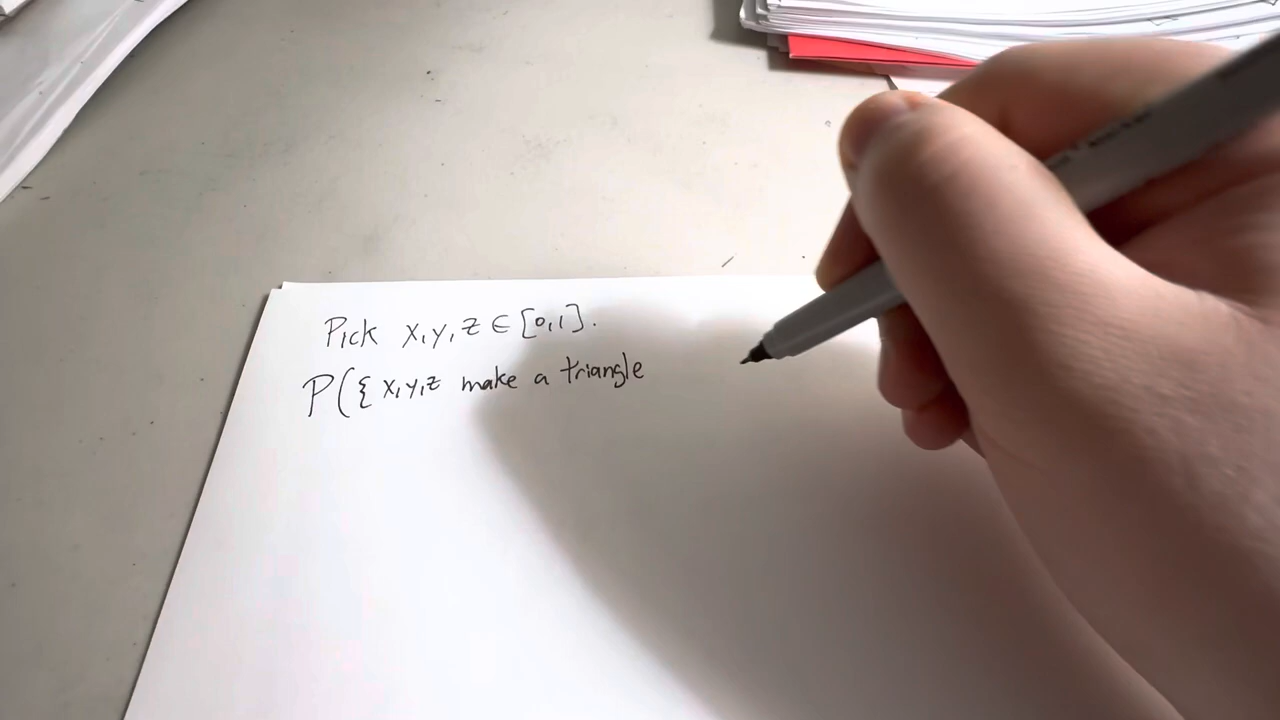 Pick x,y,z ∈ [0,1].
P({x,y,z make a triangle